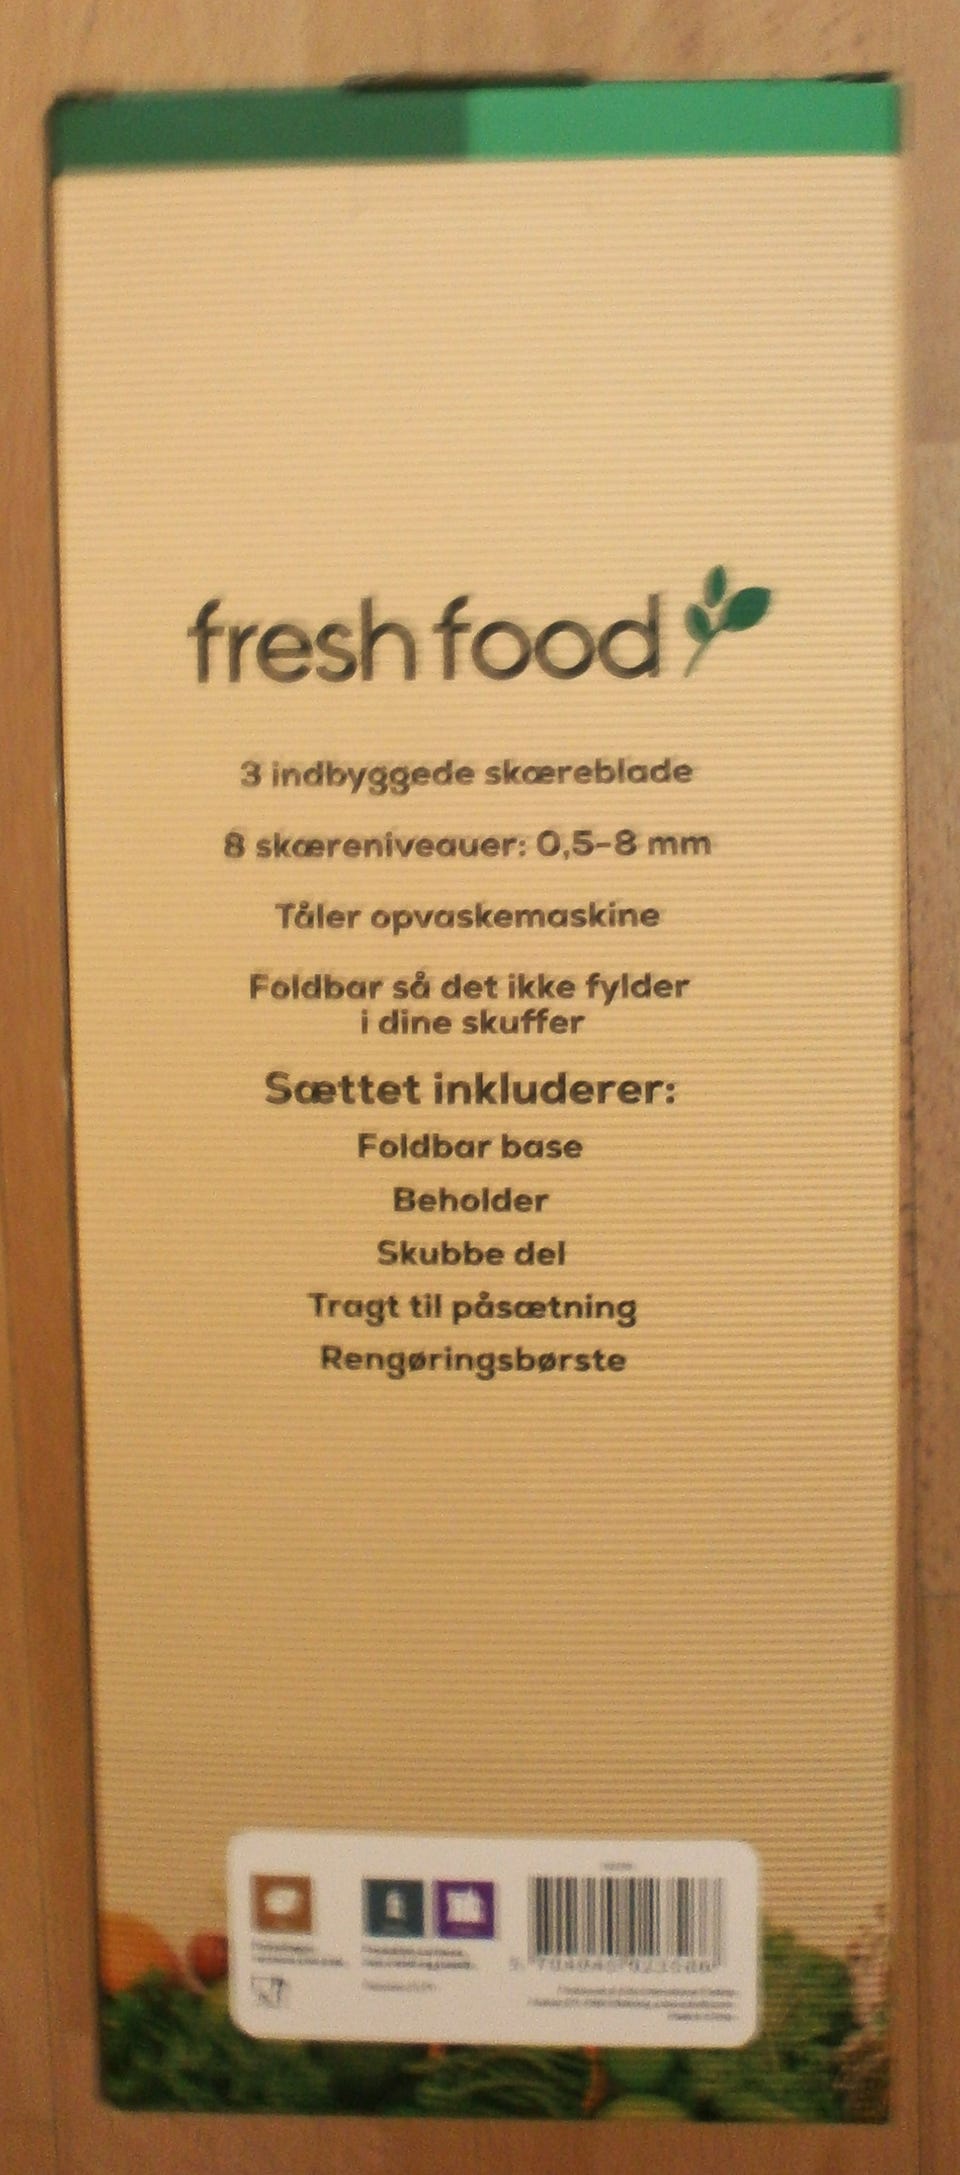 fresh food
3 indbyggede skæreblade
8 skæreniveauer: 0,5-8 mm
Tåler opvaskemaskine
Foldbar så det ikke fylder
i dine skuffer
Sættet inkluderer:
Foldbar base
Beholder
Skubbe del
Tragt til påsætning
Rengøringsbørste